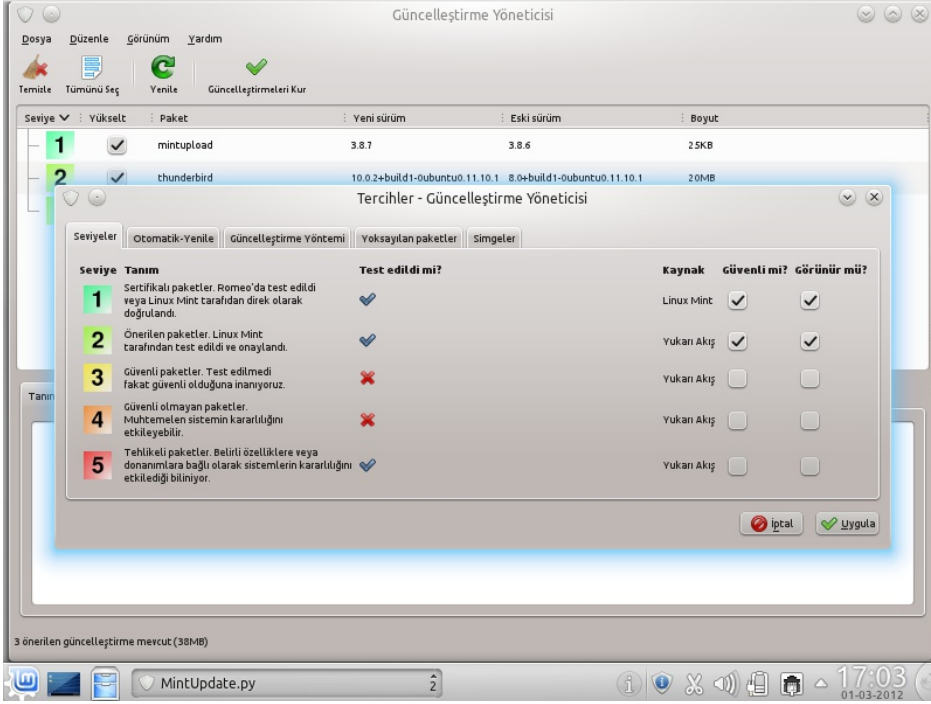 Güncelleştirme Yöneticisi
Dosya Düzenle Görünüm Yardım
Temizle Tümünü Seç Yenile Güncelleştirmeleri Kur
Seviye Yükselt Paket Yeni sürüm Eski sürüm Boyut
1 mintupload 3.8.7 3.8.6 25KB
2 thunderbird 10.0.2+build1-0ubuntu0.11.10.1 8.0+build1-0ubuntu0.11.10.1 20MB
Tercihler - Güncelleştirme Yöneticisi
Seviyeler Otomatik-Yenile Güncelleştirme Yöntemi Yoksayılan paketler Simgeler
Seviye Tanım Test edildi mi? Kaynak Güvenli mi? Görünür mü?
Sertifikalı paketler. Romeo'da test edildi
1 veya Linux Mint tarafıdan direk olarak Linux Mint
doğrulandı.
2 Önerilen paketler. Linux Mint Yukarı Akış
tarafından test edildi ve onaylandı.
3 Güvenli paketler. Test edilmedi Yukarı Akış
fakat güvenli olduğuna inanıyoruz.
Güvenli olmayan paketler.
4 Muhtemelen sistemin kararlılığını Yukarı Akış
etkileyebilir.
Tehlikeli paketler. Belirli özelliklere veya
5 donanımlara bağlı olarak sistemlerin kararlılığını Yukarı Akış
etkilediği biliniyor.
İptal Uygula
3 önerilen güncelleştirme mevcut (38MB)
MintUpdate.py 2
17:03
01-03-2012